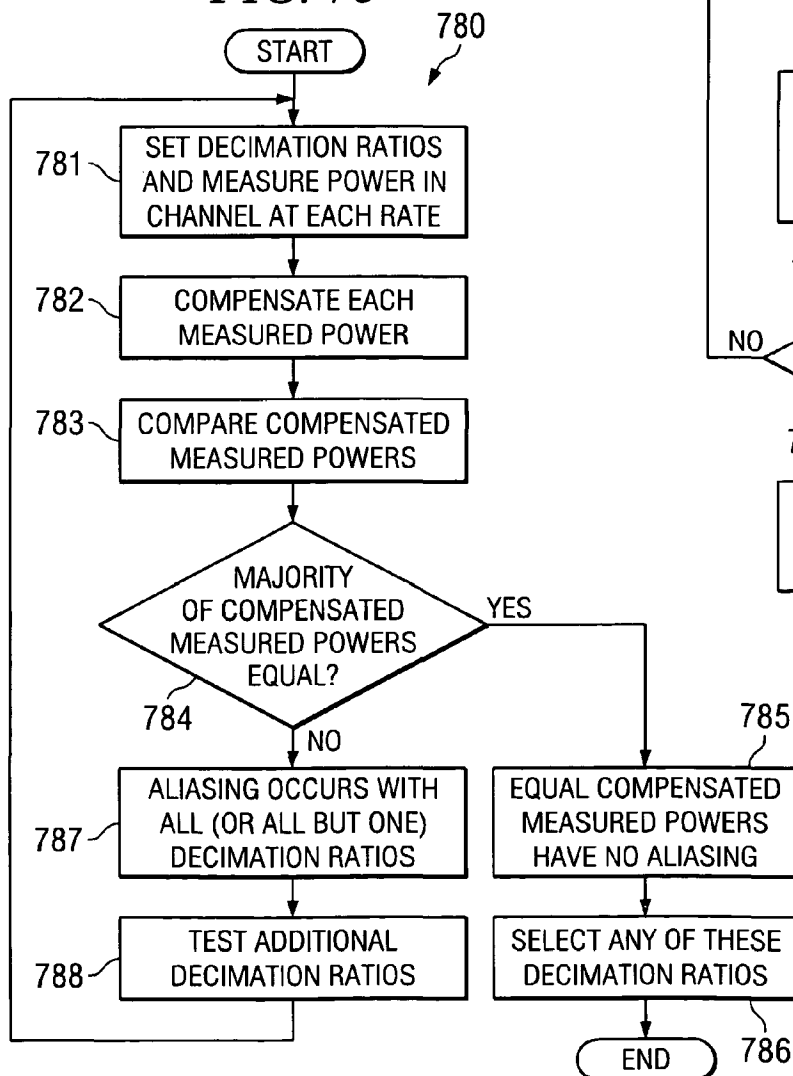 780
START
781
SET DECIMATION RATIOS
AND MEASURE POWER IN
CHANNEL AT EACH RATE
782
COMPENSATE EACH
MEASURED POWER
NO
783
COMPARE COMPENSATED
MEASURED POWERS
MAJORITY
OF COMPENSATED
MEASURED POWERS
EQUAL?
YES
784
NO
785
787
ALIASING OCCURS WITH
ALL (OR ALL BUT ONE)
DECIMATION RATIOS
EQUAL COMPENSATED
MEASURED POWERS
HAVE NO ALIASING
788
TEST ADDITIONAL
DECIMATION RATIOS
SELECT ANY OF THESE
DECIMATION RATIOS
786
END